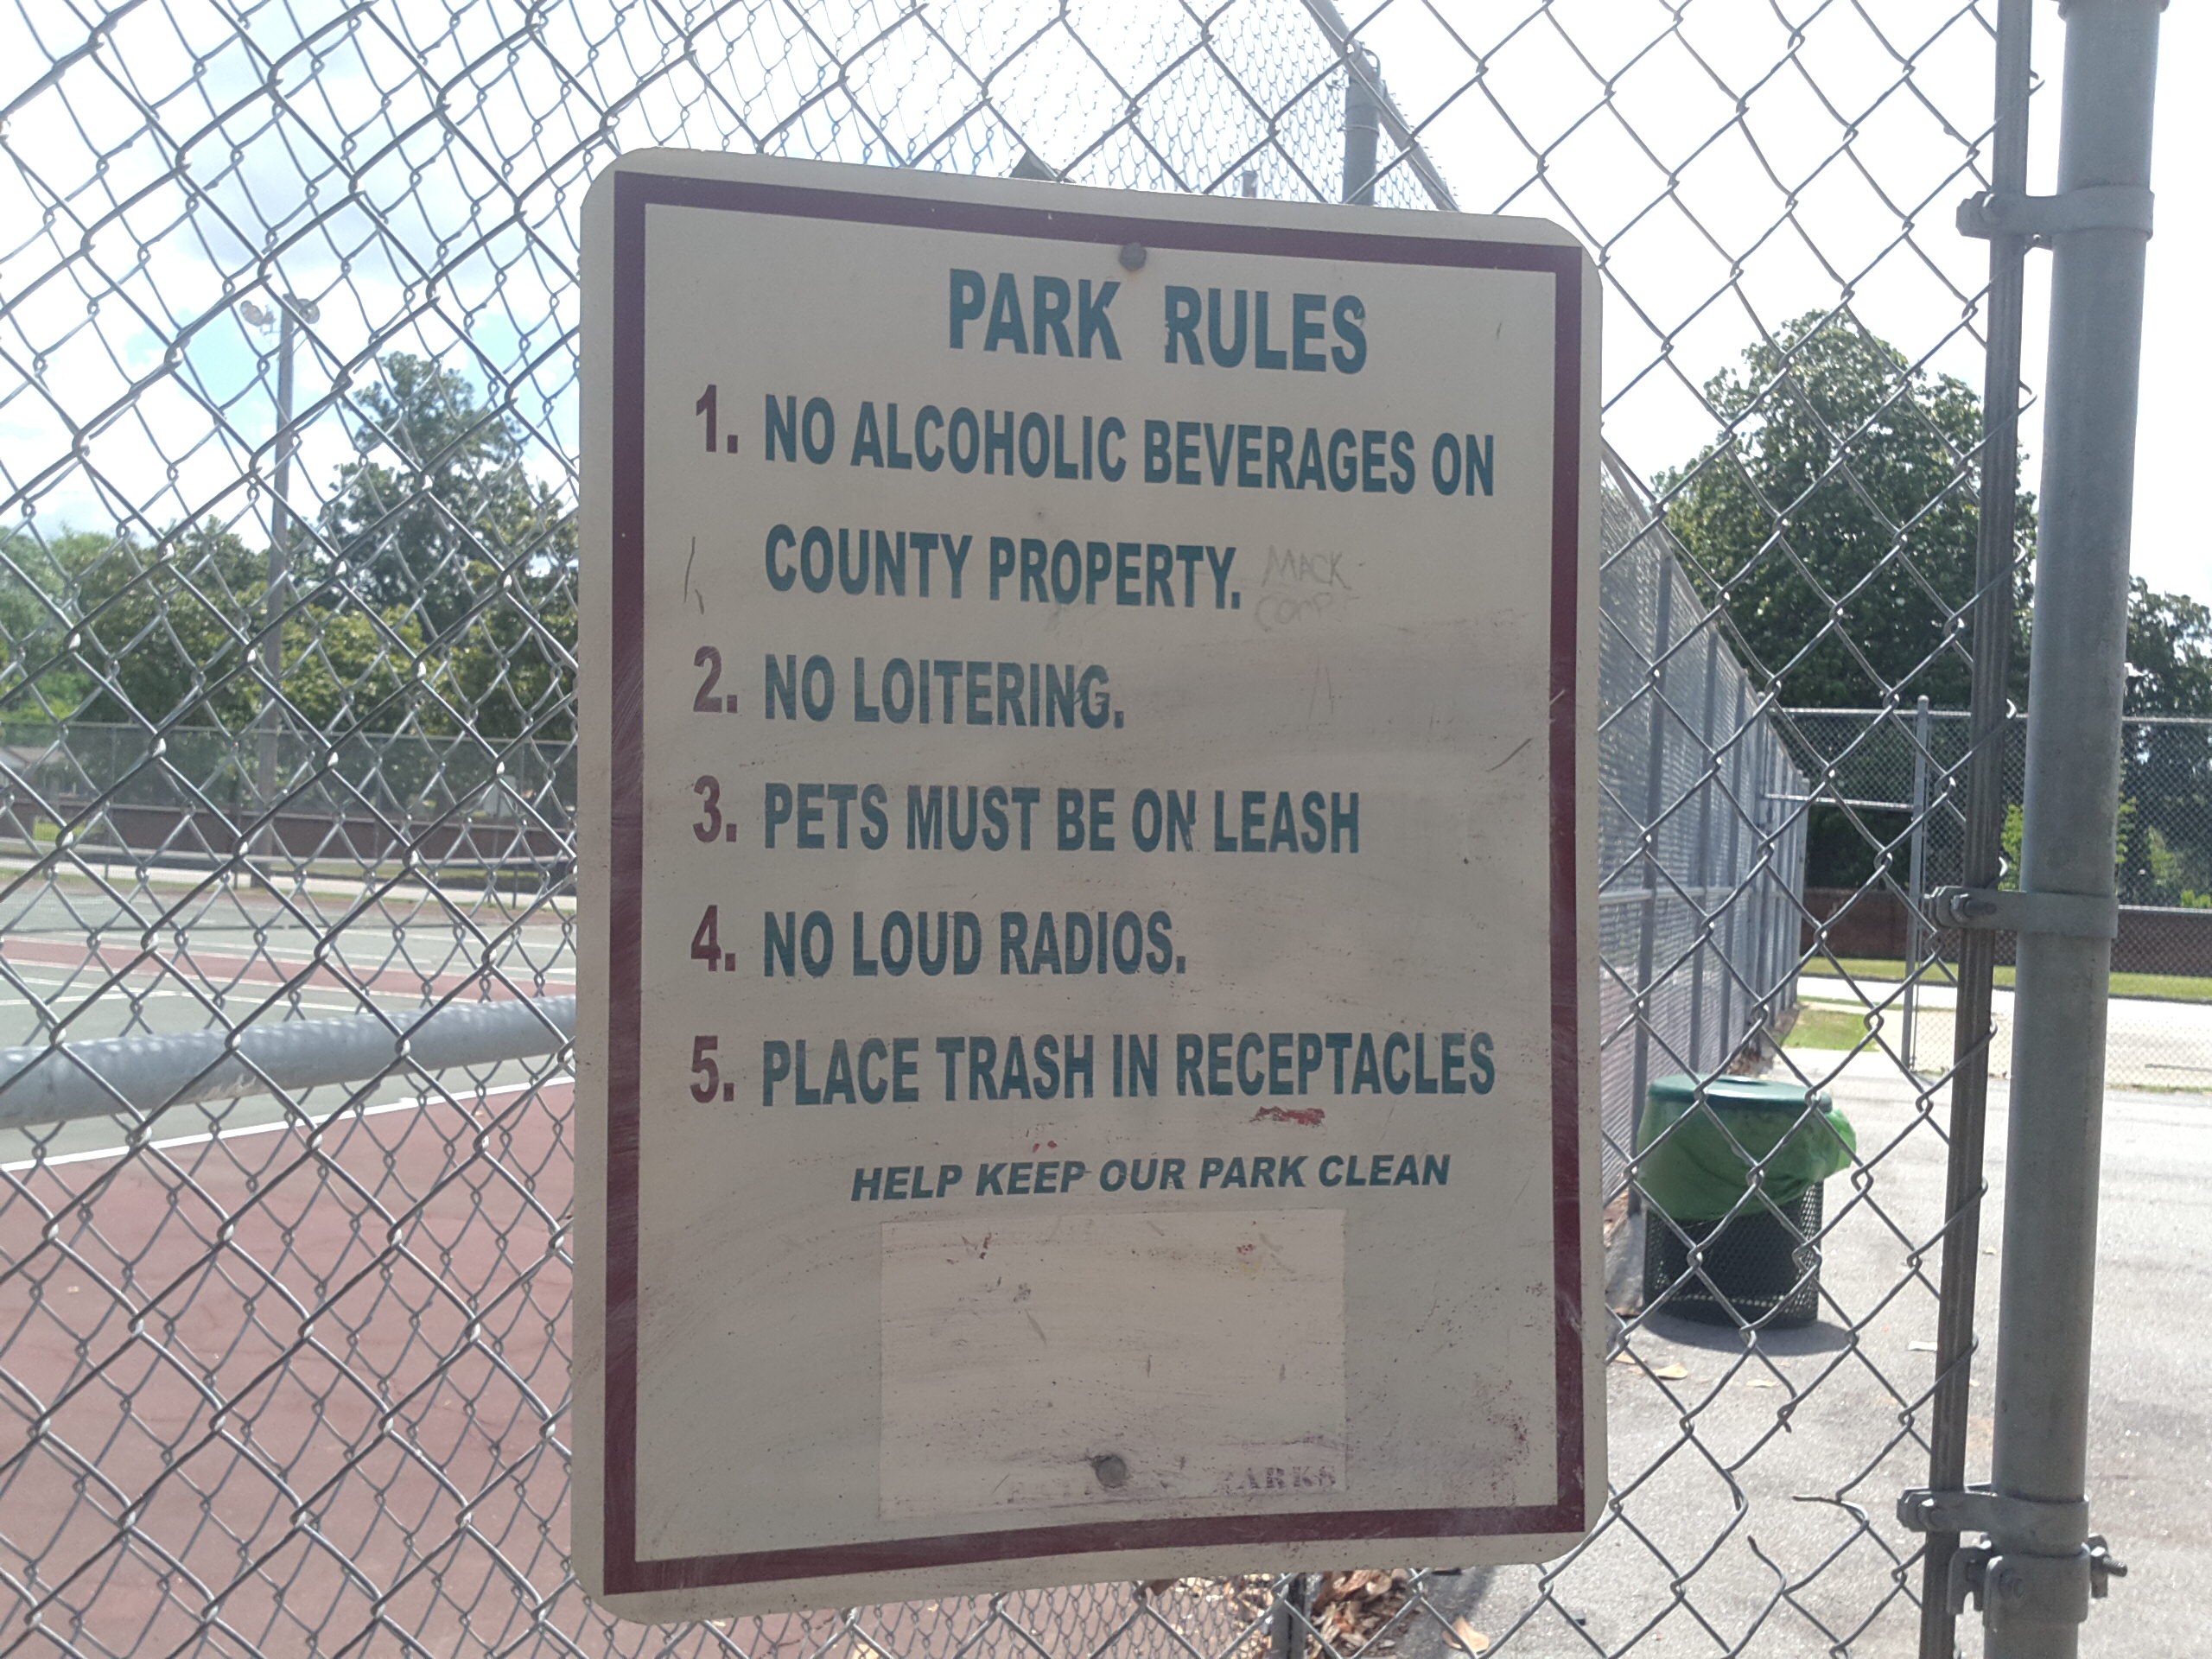 PARK RULES
1. NO ALCOHOLIC BEVERAGES ON
COUNTY PROPERTY.
MACK
2. NO LOITERING.
3. PETS MUST BE ON LEASH
4. NO LOUD RADIOS.
5. PLACE TRASH IN RECEPTACLES
HELP KEEP OUR PARK CLEAN